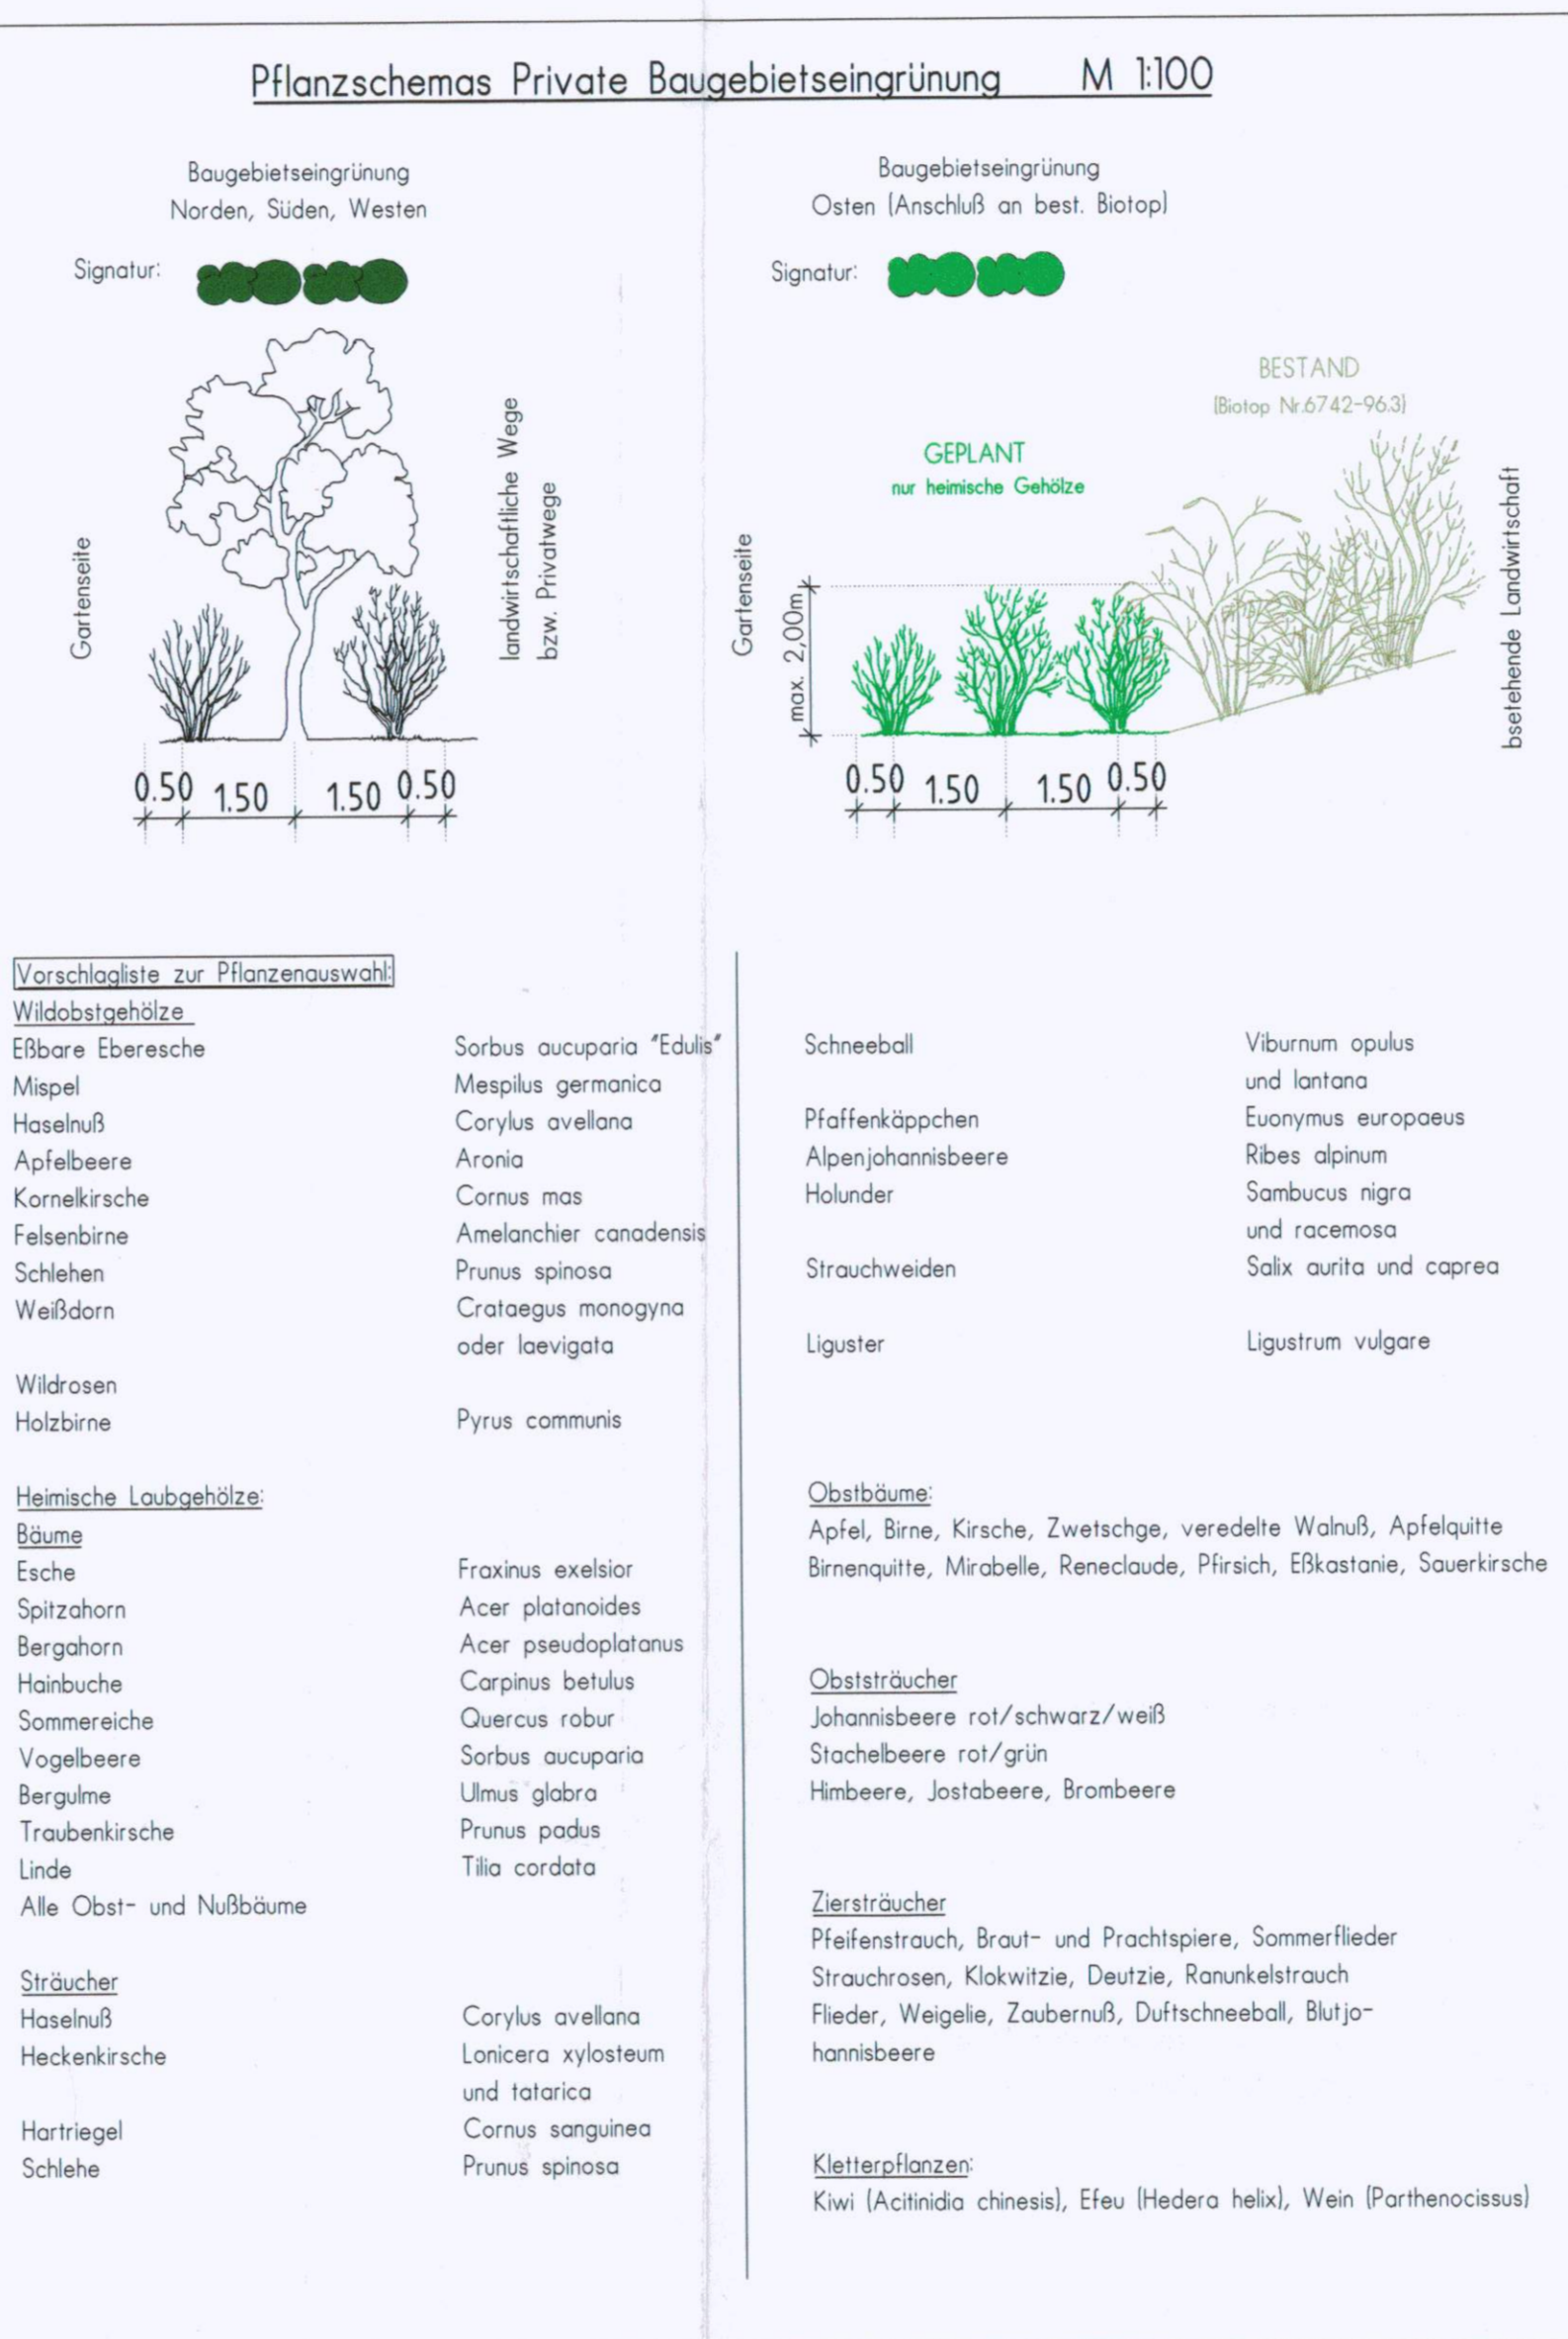 Pflanzschemas Private Baugebietseingrünung M 1:100
Baugebietseingrünung
Norden, Süden, Westen
Signatur:
Gartenseite
landwirtschaftliche Wege
bzw. Privatwege
0.50 1.50 1.50 0.50
Baugebietseingrünung
Osten (Anschluß an best. Biotop)
Signatur:
BESTAND
(Biotop Nr.6742-96.3)
GEPLANT
nur heimische Gehölze
Gartenseite
max. 2,00m
bsetehende Landwirtschaft
0.50 1.50 1.50 0.50
Vorschlagliste zur Pflanzenauswahl:
Wildobstgehölze
Eßbare Eberesche Sorbus aucuparia "Edulis"
Mispel Mespilus germanica
Haselnuß Corylus avellana
Apfelbeere Aronia
Kornelkirsche Cornus mas
Felsenbirne Amelanchier canadensis
Schlehen Prunus spinosa
Weißdorn Crataegus monogyna
oder laevigata
Wildrosen
Holzbirne Pyrus communis
Heimische Laubgehölze:
Bäume
Esche Fraxinus exelsior
Spitzahorn Acer platanoides
Bergahorn Acer pseudoplatanus
Hainbuche Carpinus betulus
Sommereiche Quercus robur
Vogelbeere Sorbus aucuparia
Bergulme Ulmus glabra
Traubenkirsche Prunus padus
Linde Tilia cordata
Alle Obst- und Nußbäume
Sträucher
Haselnuß Corylus avellana
Heckenkirsche Lonicera xylosteum
und tatarica
Hartriegel Cornus sanguinea
Schlehe Prunus spinosa
Schneeball Viburnum opulus
und lantana
Pfaffenkäppchen Euonymus europaeus
Alpenjohannisbeere Ribes alpinum
Holunder Sambucus nigra
und racemosa
Strauchweiden Salix aurita und caprea
Liguster Ligustrum vulgare
Obstbäume:
Apfel, Birne, Kirsche, Zwetschge, veredelte Walnuß, Apfelquitte
Birnenquitte, Mirabelle, Reneclaude, Pfirsich, Eßkastanie, Sauerkirsche
Obststräucher
Johannisbeere rot/schwarz/weiß
Stachelbeere rot/grün
Himbeere, Jostabeere, Brombeere
Ziersträucher
Pfeifenstrauch, Braut- und Prachtspiere, Sommerflieder
Strauchrosen, Klokwitzie, Deutzie, Ranunkelstrauch
Flieder, Weigelie, Zaubernuß, Duftschneeball, Blutjo-
hannisbeere
Kletterpflanzen:
Kiwi (Acitinidia chinesis), Efeu (Hedera helix), Wein (Parthenocissus)